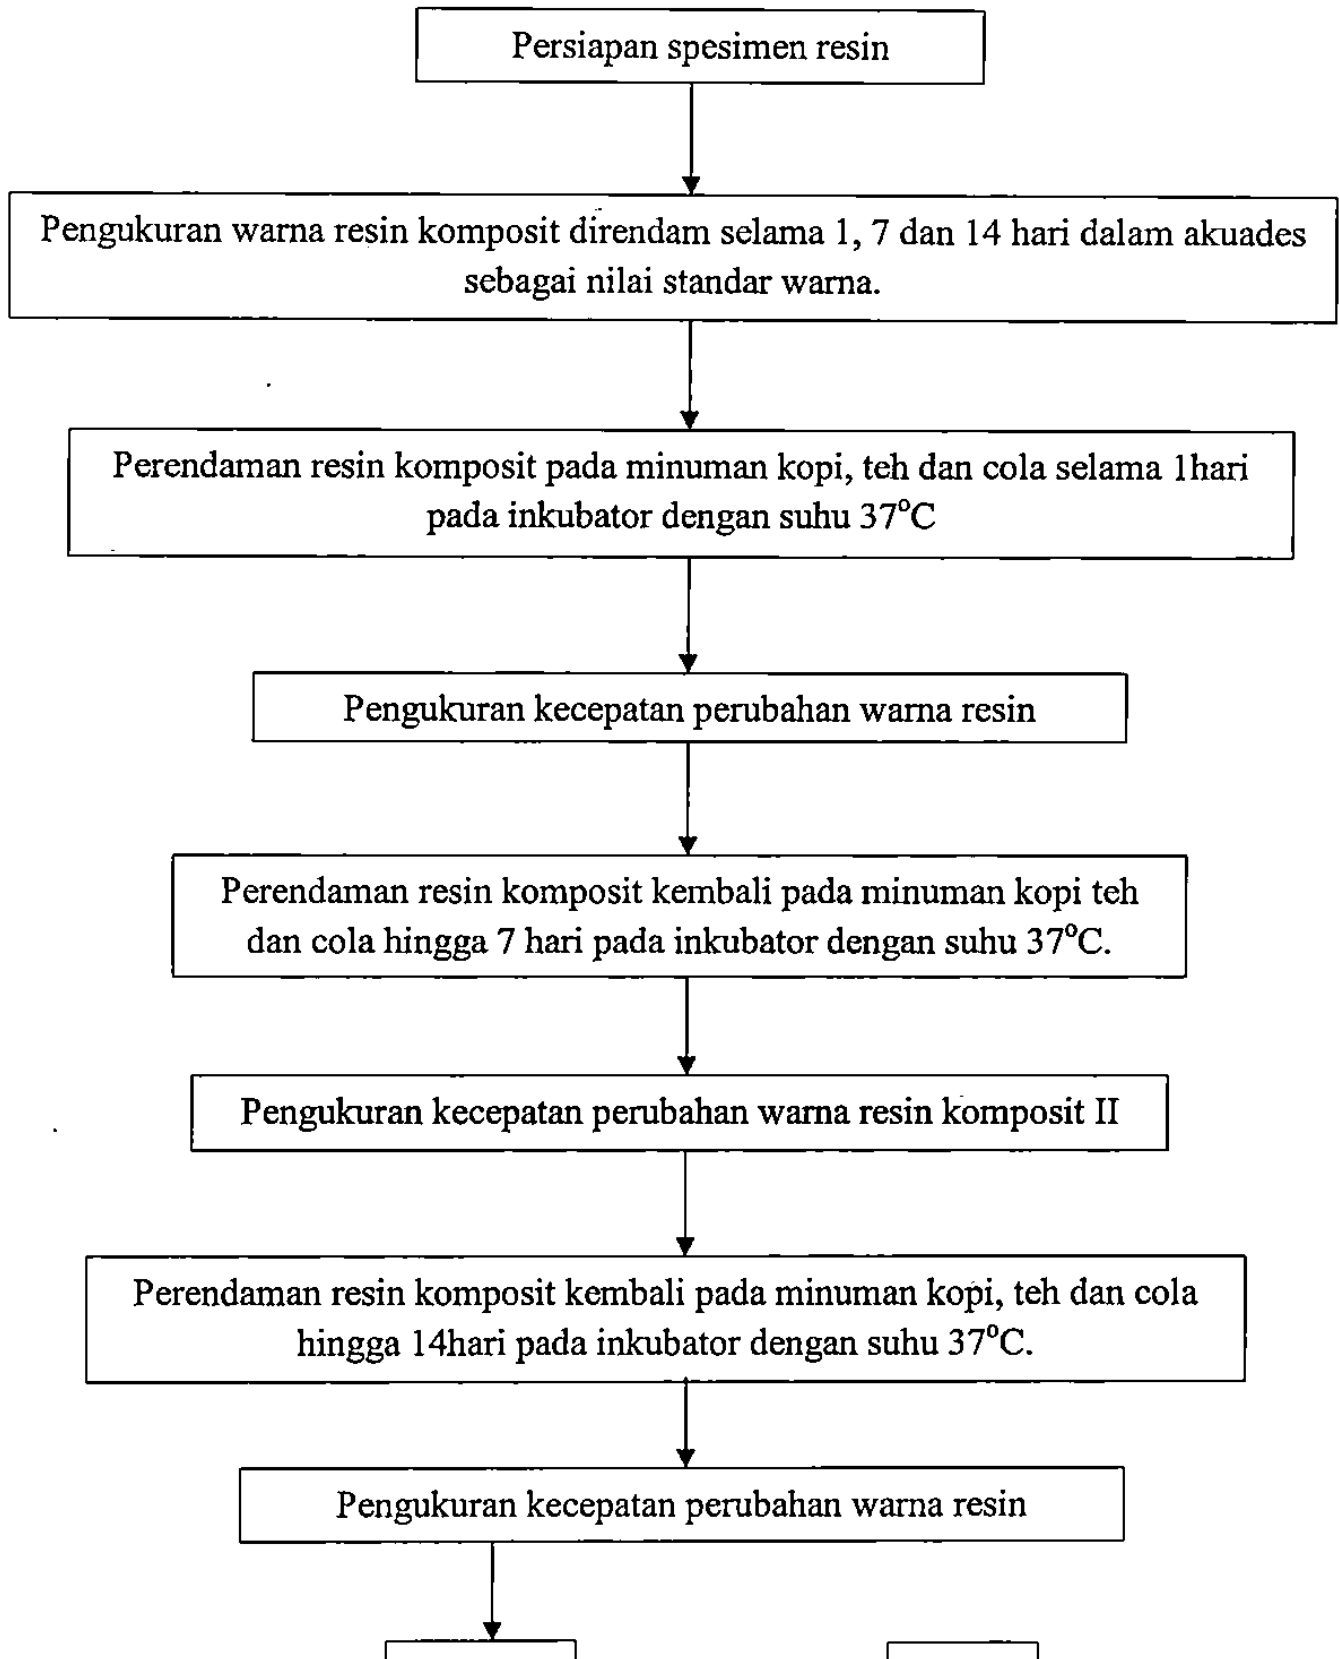 Persiapan spesimen resin
Pengukuran warna resin komposit direndam selama 1, 7 dan 14 hari dalam akuades
sebagai nilai standar warna.
Perendaman resin komposit pada minuman kopi, teh dan cola selama 1hari
pada inkubator dengan suhu 37°C
Pengukuran kecepatan perubahan warna resin
Perendaman resin komposit kembali pada minuman kopi teh
dan cola hingga 7 hari pada inkubator dengan suhu 37°C.
Pengukuran kecepatan perubahan warna resin komposit II
Perendaman resin komposit kembali pada minuman kopi, teh dan cola
hingga 14hari pada inkubator dengan suhu 37°C.
Pengukuran kecepatan perubahan warna resin